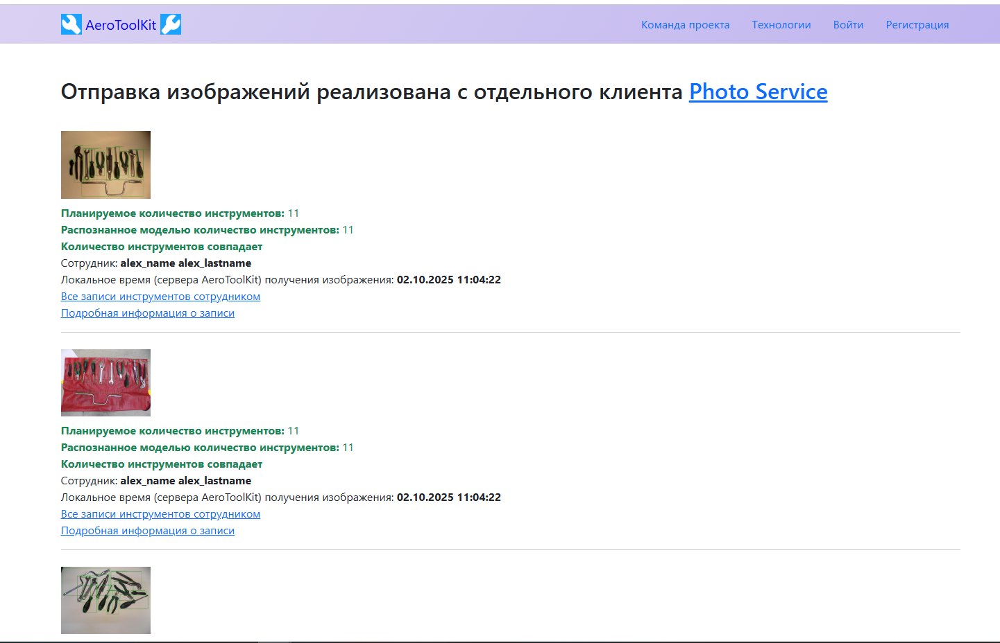 AeroToolKit
Команда проекта
Технологии
Войти
Регистрация
Отправка изображений реализована с отдельного клиента Photo Service
Планируемое количество инструментов: 11
Распознанное моделью количество инструментов: 11
Количество инструментов совпадает
Сотрудник: alex_name alex_lastname
Локальное время (сервера AeroToolKit) получения изображения: 02.10.2025 11:04:22
Все записи инструментов сотрудником
Подробная информация о записи
Планируемое количество инструментов: 11
Распознанное моделью количество инструментов: 11
Количество инструментов совпадает
Сотрудник: alex_name alex_lastname
Локальное время (сервера AeroToolKit) получения изображения: 02.10.2025 11:04:22
Все записи инструментов сотрудником
Подробная информация о записи